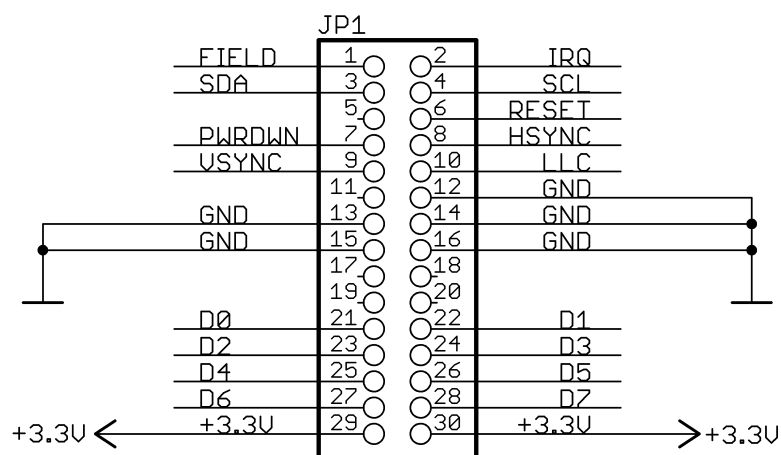 JP1
FIELD 1 2 IRQ
SDA 3 4 SCL
5 6 RESET
PWRDWN 7 8 HSYNC
VSYNC 9 10 LLC
11 12 GND
GND 13 14 GND
GND 15 16 GND
17 18
19 20
D0 21 22 D1
D2 23 24 D3
D4 25 26 D5
D6 27 28 D7
+3.3V +3.3V 29 30 +3.3V +3.3V